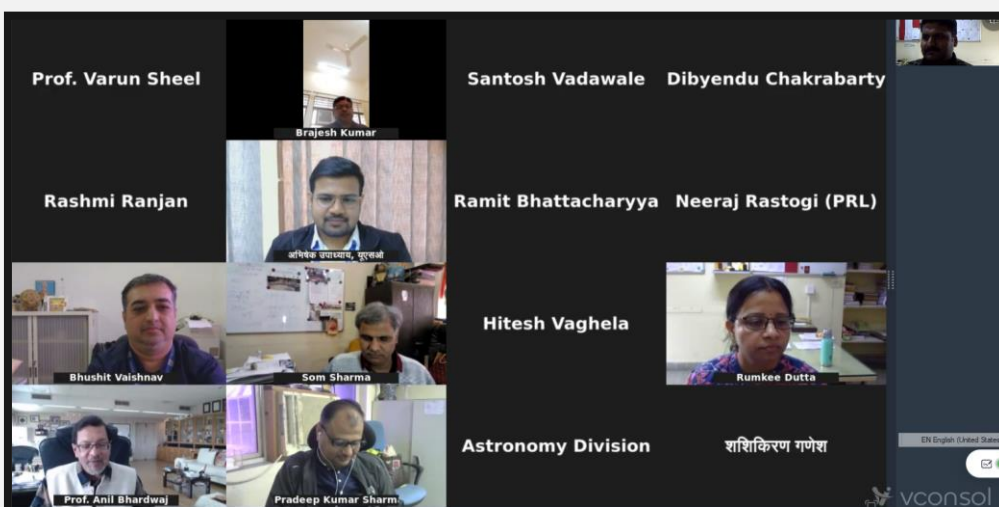 Prof. Varun Sheel
Brajesh Kumar
Santosh Vadawale
Dibyendu Chakrabarty
Rashmi Ranjan
अभिषेक उपाध्याय, यूएसओ
Ramit Bhattacharyya
Neeraj Rastogi (PRL)
Bhushit Vaishnav
Som Sharma
Hitesh Vaghela
Rumkee Dutta
Prof. Anil Bhardwaj
Pradeep Kumar Sharm
Astronomy Division
शशिकिरण गणेश
EN English (United States
vconsol